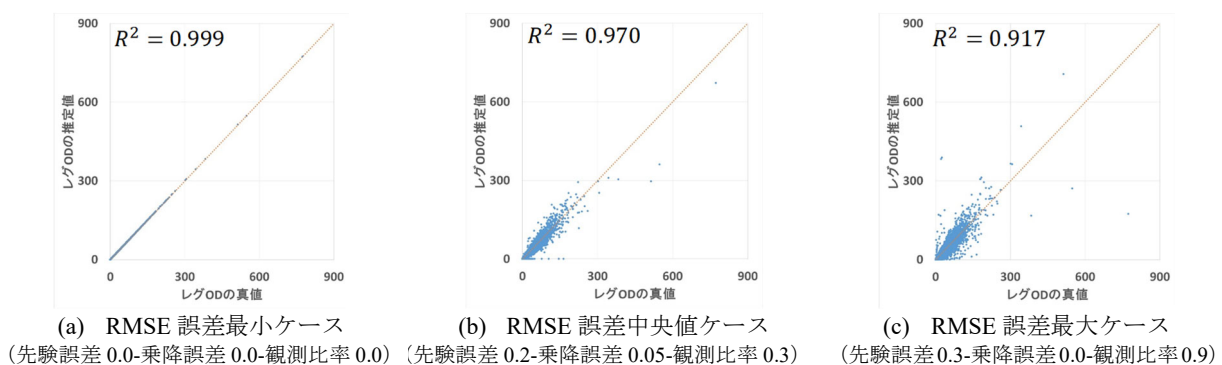 R² = 0.999
900
600
300
0
0
300
600
900
レグODの推定値
レグODの真値
(a) RMSE 誤差最小ケース
（先験誤差 0.0-乗降誤差 0.0-観測比率 0.0）
R² = 0.970
900
600
300
0
0
300
600
900
レグODの推定値
レグODの真値
(b) RMSE 誤差中央値ケース
（先験誤差 0.2-乗降誤差 0.05-観測比率 0.3）
R² = 0.917
900
600
300
0
0
300
600
900
レグODの推定値
レグODの真値
(c) RMSE 誤差最大ケース
（先験誤差 0.3-乗降誤差 0.0-観測比率 0.9）